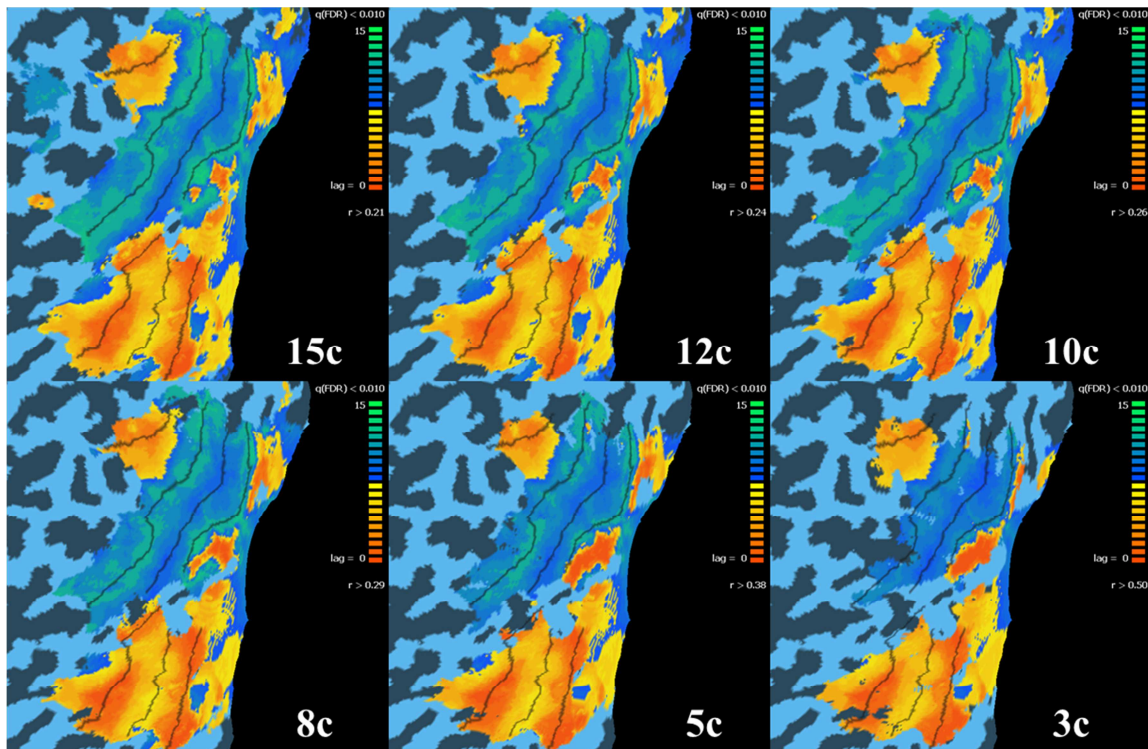 q(FDR) < 0.010
15
lag = 0
r > 0.21
15c
q(FDR) < 0.010
15
lag = 0
r > 0.24
12c
q(FDR) < 0.010
15
lag = 0
r > 0.26
10c
q(FDR) < 0.010
15
lag = 0
r > 0.29
8c
q(FDR) < 0.010
15
lag = 0
r > 0.38
5c
q(FDR) < 0.010
15
lag = 0
r > 0.50
3c